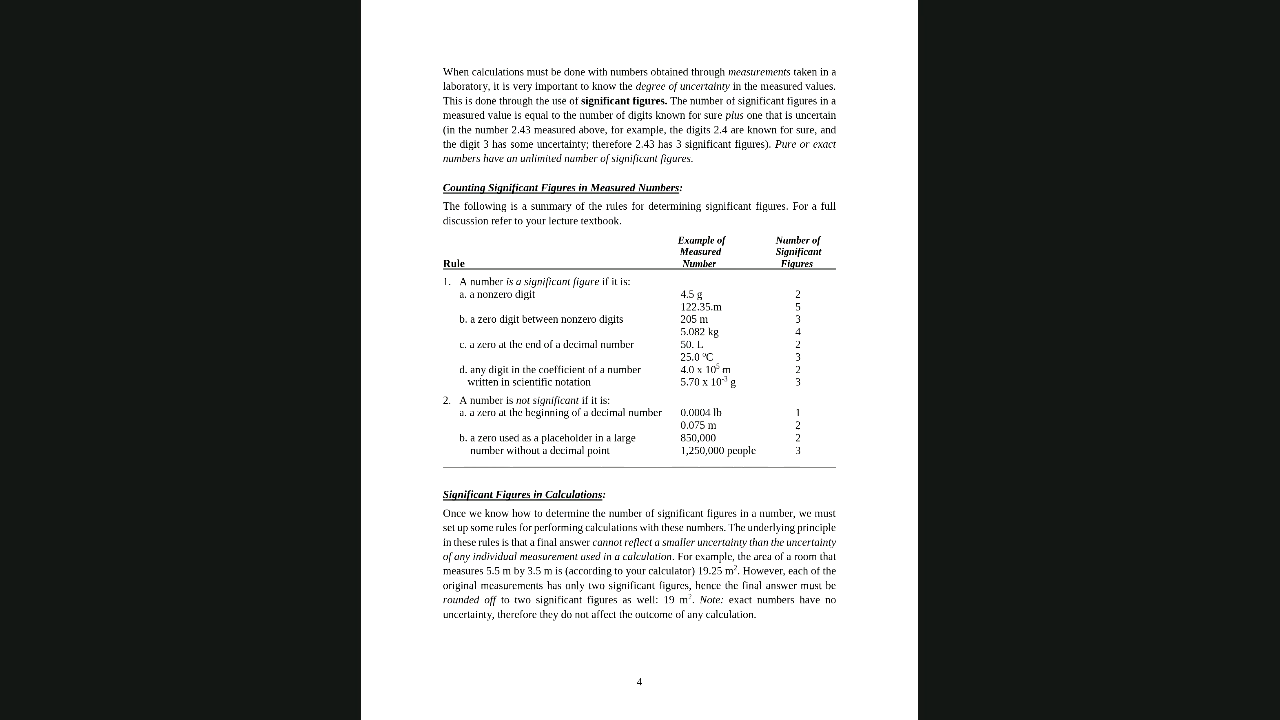 When calculations must be done with numbers obtained through measurements taken in a
laboratory, it is very important to know the degree of uncertainty in the measured values.
This is done through the use of significant figures. The number of significant figures in a
measured value is equal to the number of digits known for sure plus one that is uncertain
(in the number 2.43 measured above, for example, the digits 2.4 are known for sure, and
the digit 3 has some uncertainty; therefore 2.43 has 3 significant figures). Pure or exact
numbers have an unlimited number of significant figures.
Counting Significant Figures in Measured Numbers:
The following is a summary of the rules for determining significant figures. For a full
discussion refer to your lecture textbook.
Rule Example of Measured Number Number of Significant Figures
1. A number is a significant figure if it is:
a. a nonzero digit 4.5 g 2
122.35.m 5
b. a zero digit between nonzero digits 205 m 3
5.082 kg 4
c. a zero at the end of a decimal number 50. L 2
25.0 °C 3
d. any digit in the coefficient of a number 4.0 x 10⁵ m 2
written in scientific notation 5.70 x 10⁻³ g 3
2. A number is not significant if it is:
a. a zero at the beginning of a decimal number 0.0004 lb 1
0.075 m 2
b. a zero used as a placeholder in a large 850,000 2
number without a decimal point 1,250,000 people 3
Significant Figures in Calculations:
Once we know how to determine the number of significant figures in a number, we must
set up some rules for performing calculations with these numbers. The underlying principle
in these rules is that a final answer cannot reflect a smaller uncertainty than the uncertainty
of any individual measurement used in a calculation. For example, the area of a room that
measures 5.5 m by 3.5 m is (according to your calculator) 19.25 m². However, each of the
original measurements has only two significant figures, hence the final answer must be
rounded off to two significant figures as well: 19 m². Note: exact numbers have no
uncertainty, therefore they do not affect the outcome of any calculation.
4